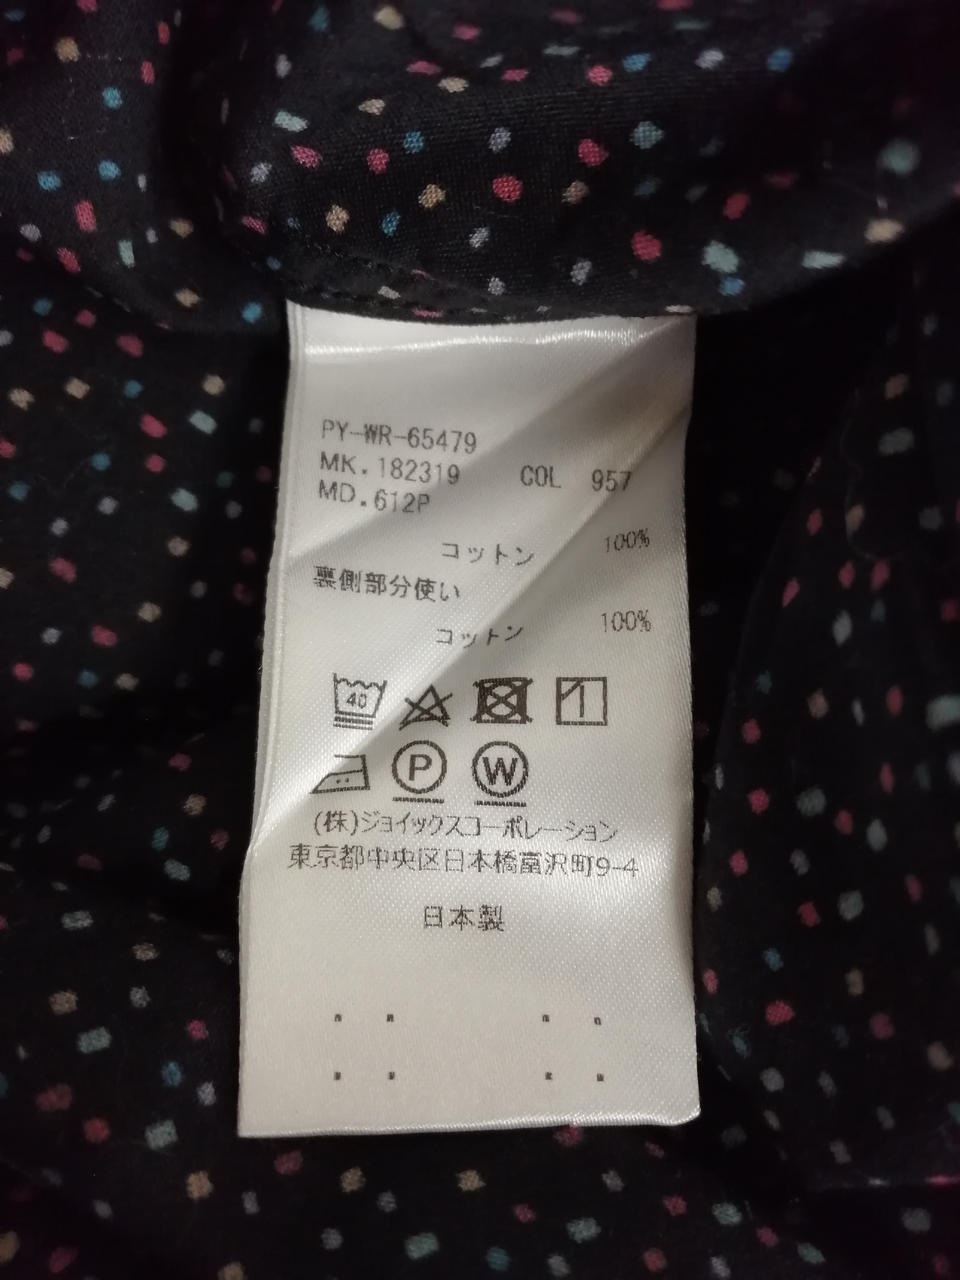 PY-WR-65479
MK.182319 COL 957
MD.612P
コットン 100%
裏側部分使い
コットン 100%
40
P W
(株)ジョイックスコーポレーション
東京都中央区日本橋富沢町9-4
日本製